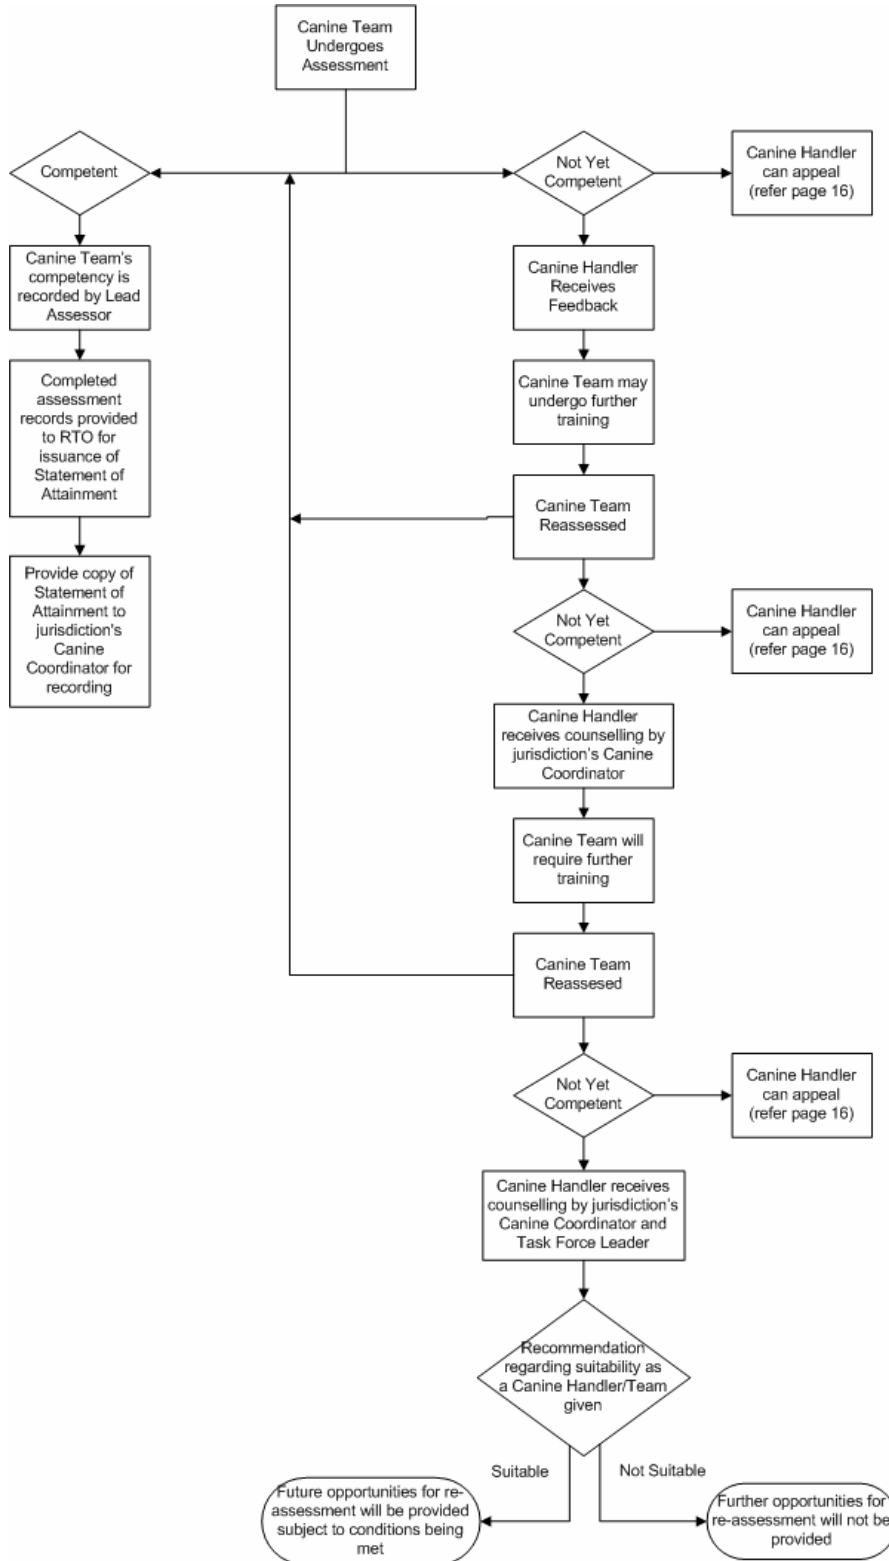 Canine Team
Undergoes
Assessment
Competent
Not Yet
Competent
Canine Handler
can appeal
(refer page 16)
Canine Team's
competency is
recorded by Lead
Assessor
Canine Handler
Receives
Feedback
Completed
assessment
records provided
to RTO for
issuance of
Statement of
Attainment
Canine Team may
undergo further
training
Canine Team
Reassessed
Provide copy of
Statement of
Attainment to
jurisdiction's
Canine
Coordinator for
recording
Not Yet
Competent
Canine Handler
can appeal
(refer page 16)
Canine Handler
receives counselling by
jurisdiction's Canine
Coordinator
Canine Team will
require further
training
Canine Team
Reassesed
Not Yet
Competent
Canine Handler
can appeal
(refer page 16)
Canine Handler receives
counselling by jurisdiction's
Canine Coordinator and
Task Force Leader
Recommendation
regarding suitability as
a Canine Handler/Team
given
Suitable
Not Suitable
Future opportunities for re-
assessment will be provided
subject to conditions being
met
Further opportunities for
re-assessment will not be
provided